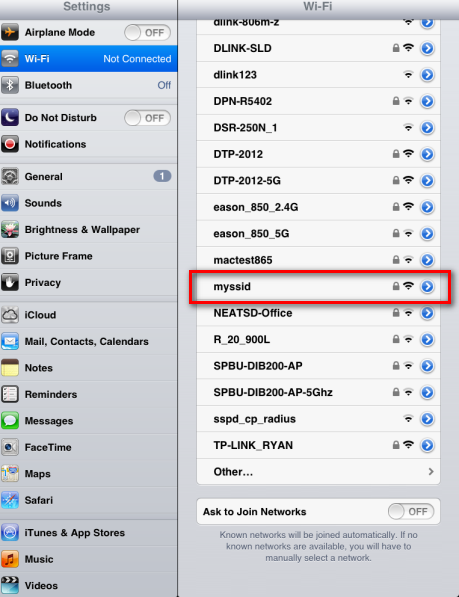 Settings
Airplane Mode OFF
Wi-Fi Not Connected
Bluetooth Off
Do Not Disturb OFF
Notifications
General 1
Sounds
Brightness & Wallpaper
Picture Frame
Privacy
iCloud
Mail, Contacts, Calendars
Notes
Reminders
Messages
FaceTime
Maps
Safari
iTunes & App Stores
Music
Videos
Wi-Fi
dlink-806m-z
DLINK-SLD
dlink123
DPN-R5402
DSR-250N_1
DTP-2012
DTP-2012-5G
eason_850_2.4G
eason_850_5G
mactest865
myssid
NEATSD-Office
R_20_900L
SPBU-DIB200-AP
SPBU-DIB200-AP-5Ghz
sspd_cp_radius
TP-LINK_RYAN
Other...
Ask to Join Networks OFF
Known networks will be joined automatically. If no
known networks are available, you will have to
manually select a network.